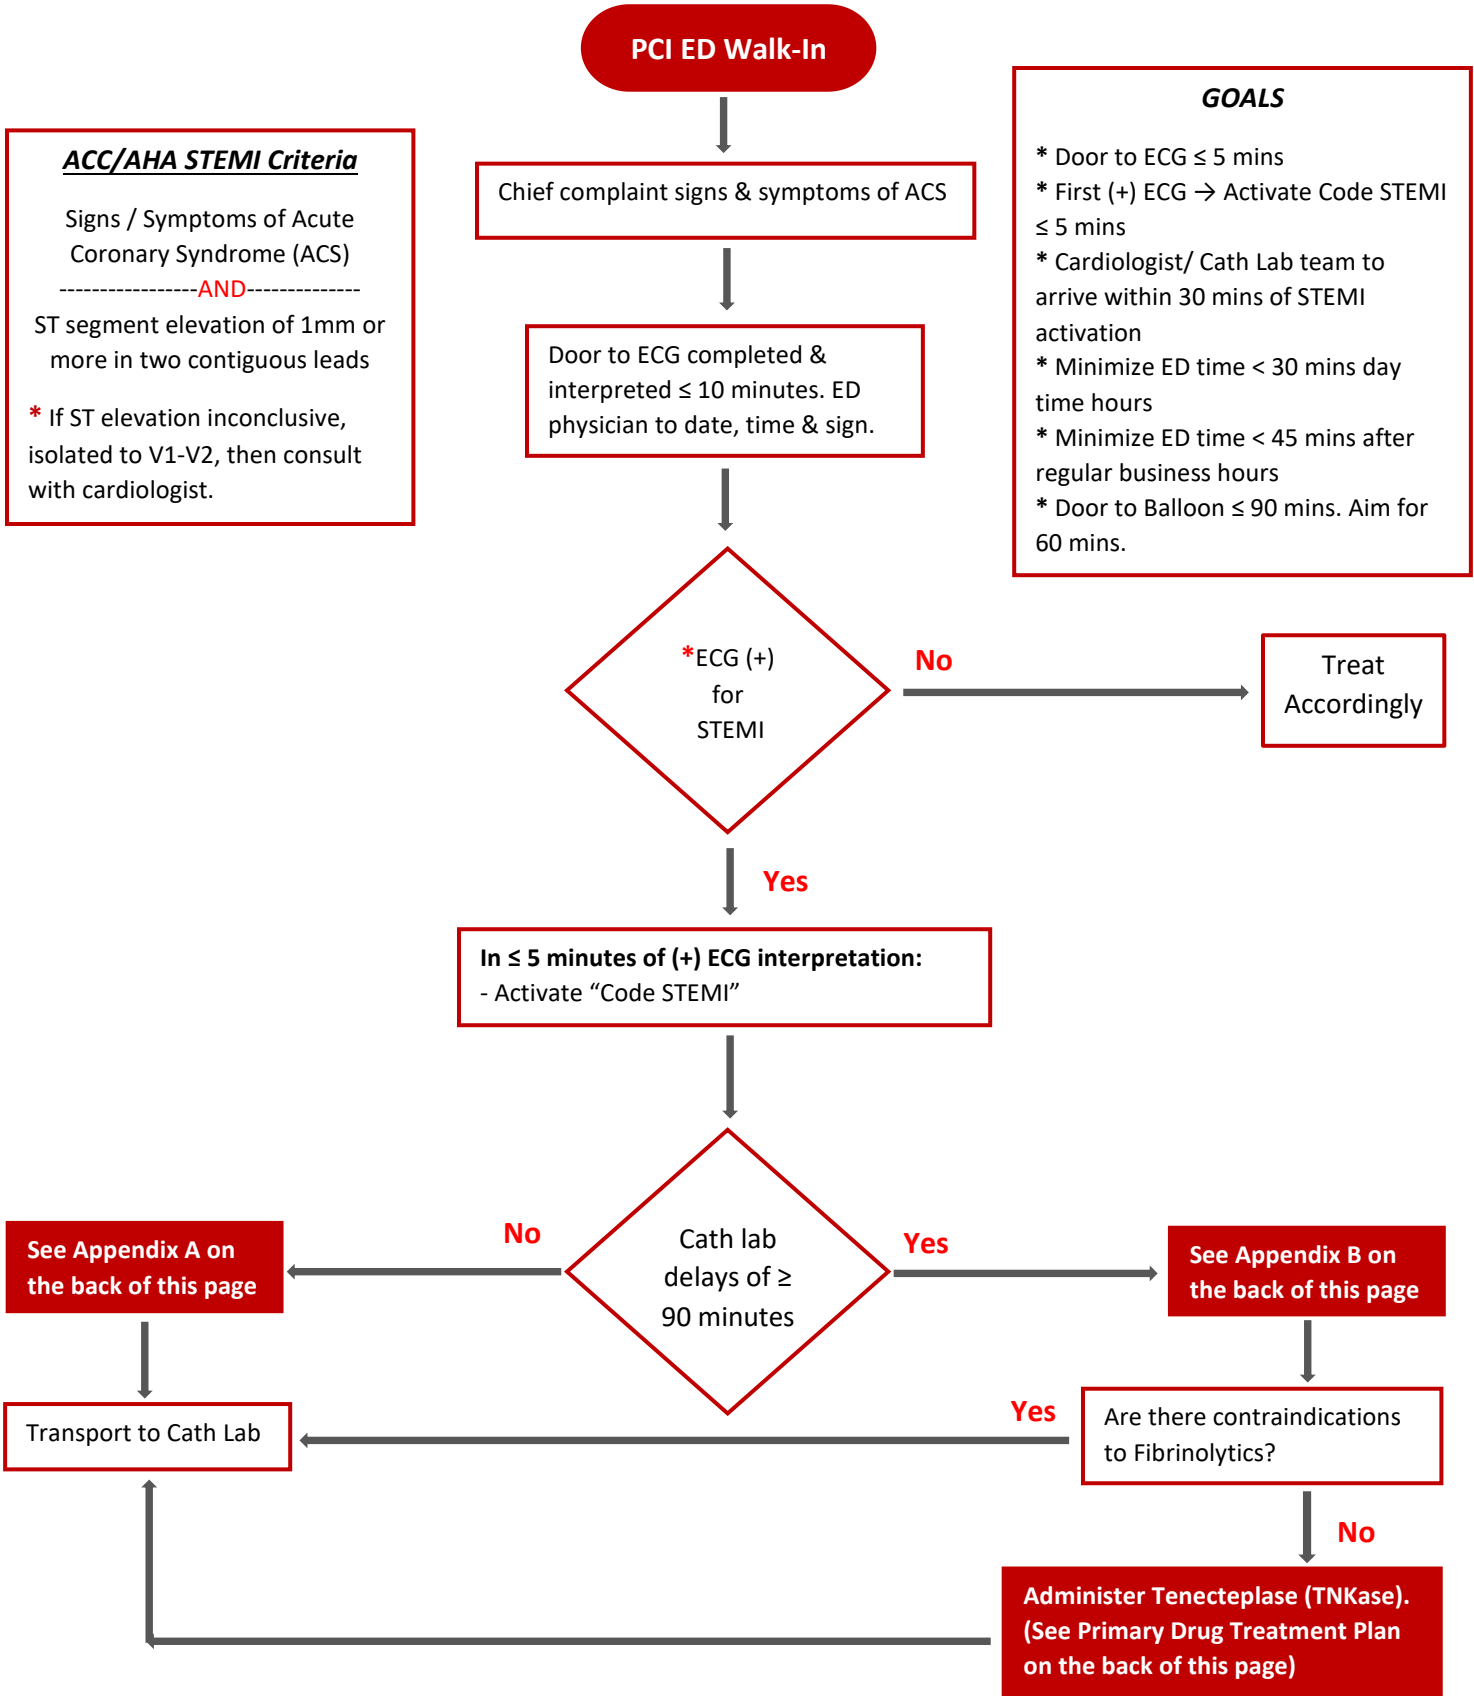 PCI ED Walk-In
ACC/AHA STEMI Criteria
Signs / Symptoms of Acute
Coronary Syndrome (ACS)
-----------------AND--------------
ST segment elevation of 1mm or
more in two contiguous leads
* If ST elevation inconclusive,
isolated to V1-V2, then consult
with cardiologist.
Chief complaint signs & symptoms of ACS
Door to ECG completed &
interpreted ≤ 10 minutes. ED
physician to date, time & sign.
GOALS
* Door to ECG ≤ 5 mins
* First (+) ECG → Activate Code STEMI
≤ 5 mins
* Cardiologist/ Cath Lab team to
arrive within 30 mins of STEMI
activation
* Minimize ED time < 30 mins day
time hours
* Minimize ED time < 45 mins after
regular business hours
* Door to Balloon ≤ 90 mins. Aim for
60 mins.
*ECG (+)
for
STEMI
No
Treat
Accordingly
Yes
In ≤ 5 minutes of (+) ECG interpretation:
- Activate “Code STEMI”
Cath lab
delays of ≥
90 minutes
No
See Appendix A on
the back of this page
Yes
See Appendix B on
the back of this page
Transport to Cath Lab
Yes
Are there contraindications
to Fibrinolytics?
No
Administer Tenecteplase (TNKase).
(See Primary Drug Treatment Plan
on the back of this page)